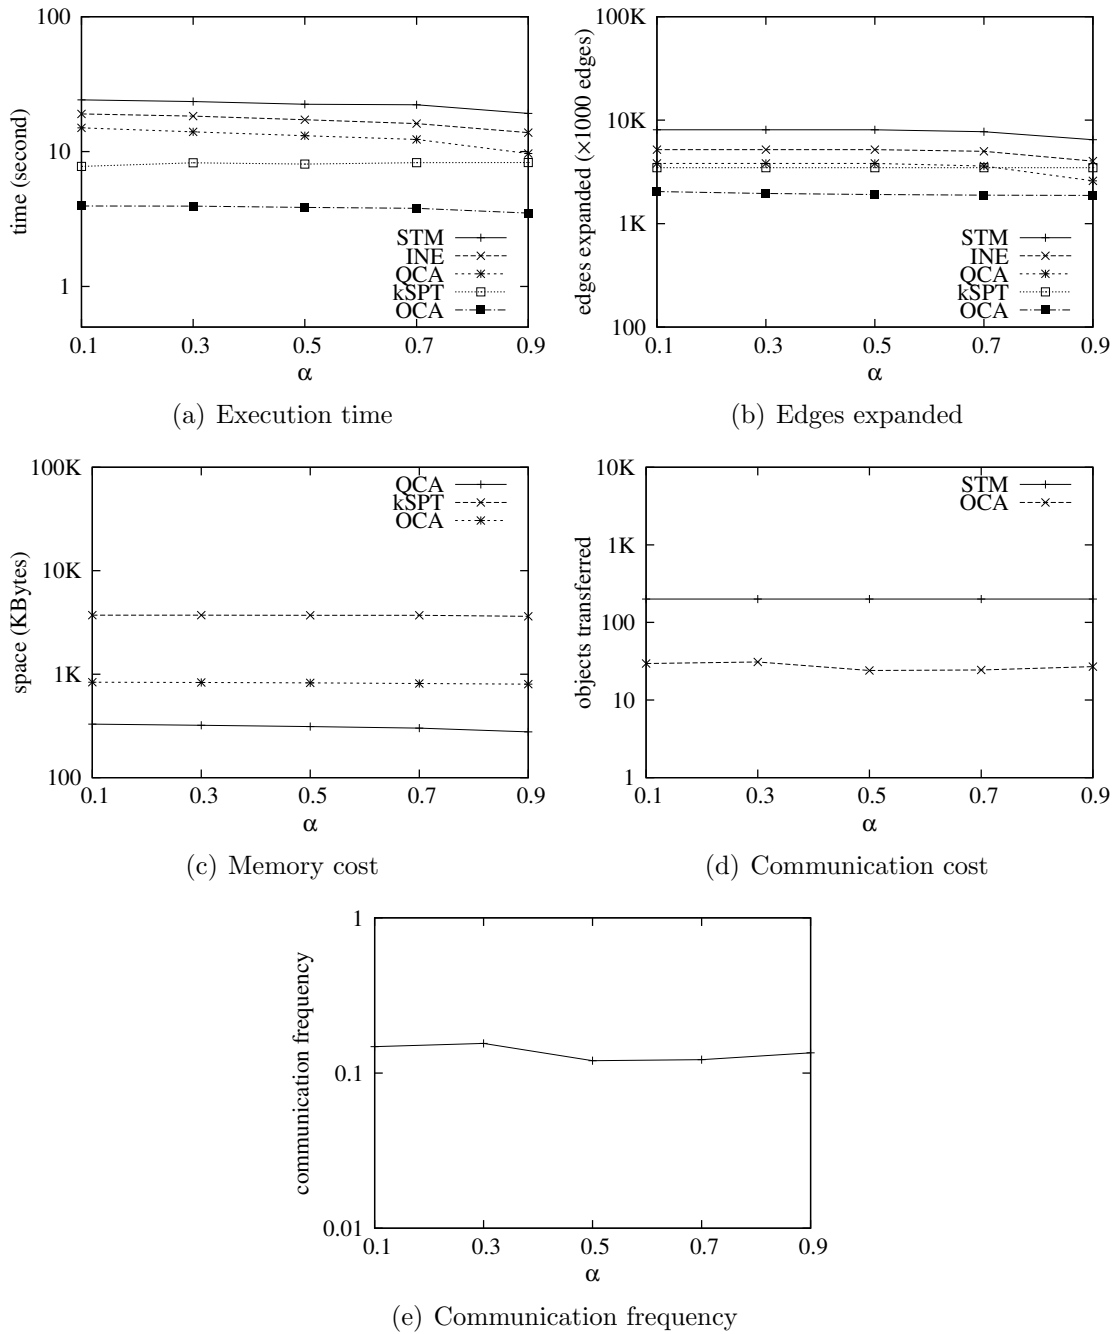 100
10
1
time (second)
STM
INE
QCA
kSPT
OCA
0.1 0.3 0.5 0.7 0.9
α
(a) Execution time
100K
10K
1K
100
edges expanded (×1000 edges)
STM
INE
QCA
kSPT
OCA
0.1 0.3 0.5 0.7 0.9
α
(b) Edges expanded
100K
10K
1K
100
space (KBytes)
QCA
kSPT
OCA
0.1 0.3 0.5 0.7 0.9
α
(c) Memory cost
10K
1K
100
10
1
objects transferred
STM
OCA
0.1 0.3 0.5 0.7 0.9
α
(d) Communication cost
1
0.1
0.01
communication frequency
0.1 0.3 0.5 0.7 0.9
α
(e) Communication frequency